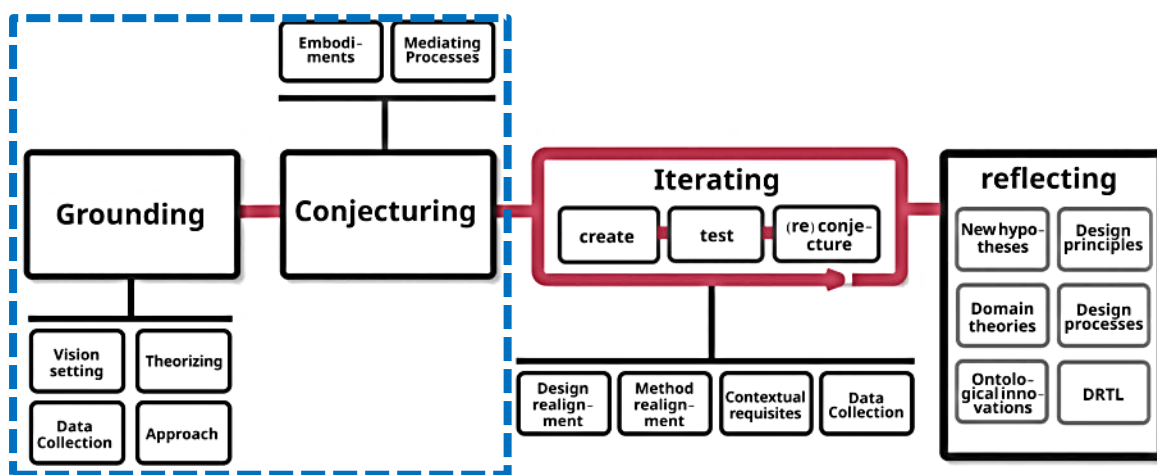 Embodi-
ments
Mediating
Processes
Grounding
Conjecturing
Iterating
create
test
(re) conje-
cture
reflecting
New hypo-
theses
Design
principles
Domain
theories
Design
processes
Ontolo-
gical inno-
vations
DRTL
Vision
setting
Theorizing
Data
Collection
Approach
Design
realign-
ment
Method
realignment
Contextual
requisites
Data
Collection